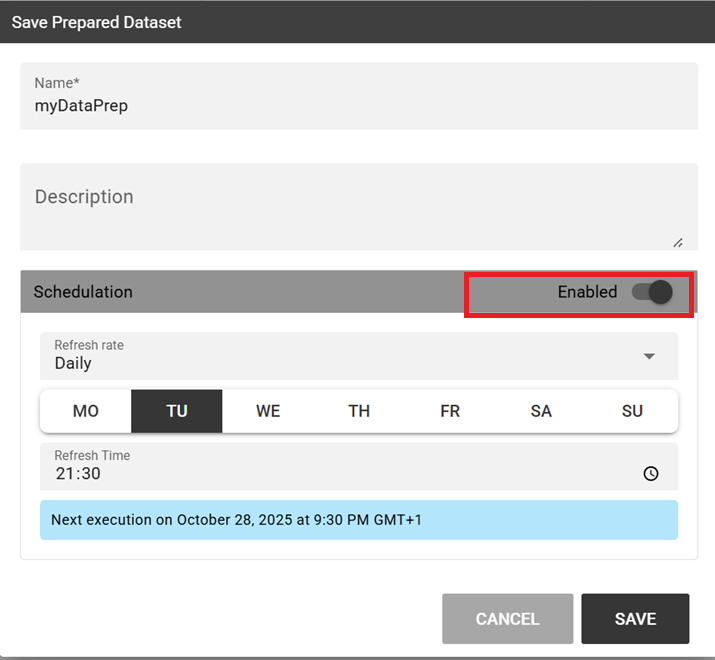 Save Prepared Dataset
Name*
myDataPrep
Description
Schedulation Enabled
Refresh rate
Daily
MO TU WE TH FR SA SU
Refresh Time
21:30
Next execution on October 28, 2025 at 9:30 PM GMT+1
CANCEL SAVE